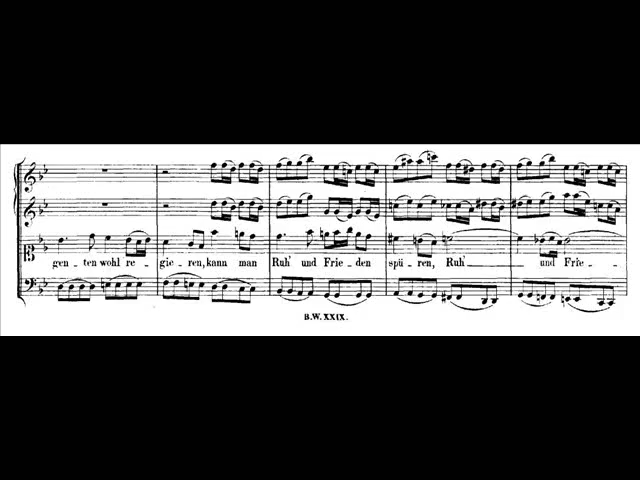 gen- ten wohl re - gie - ren, kann man Ruh' und Frie - den spü - ren, Ruh' und Frie -
B.W. XXIX.